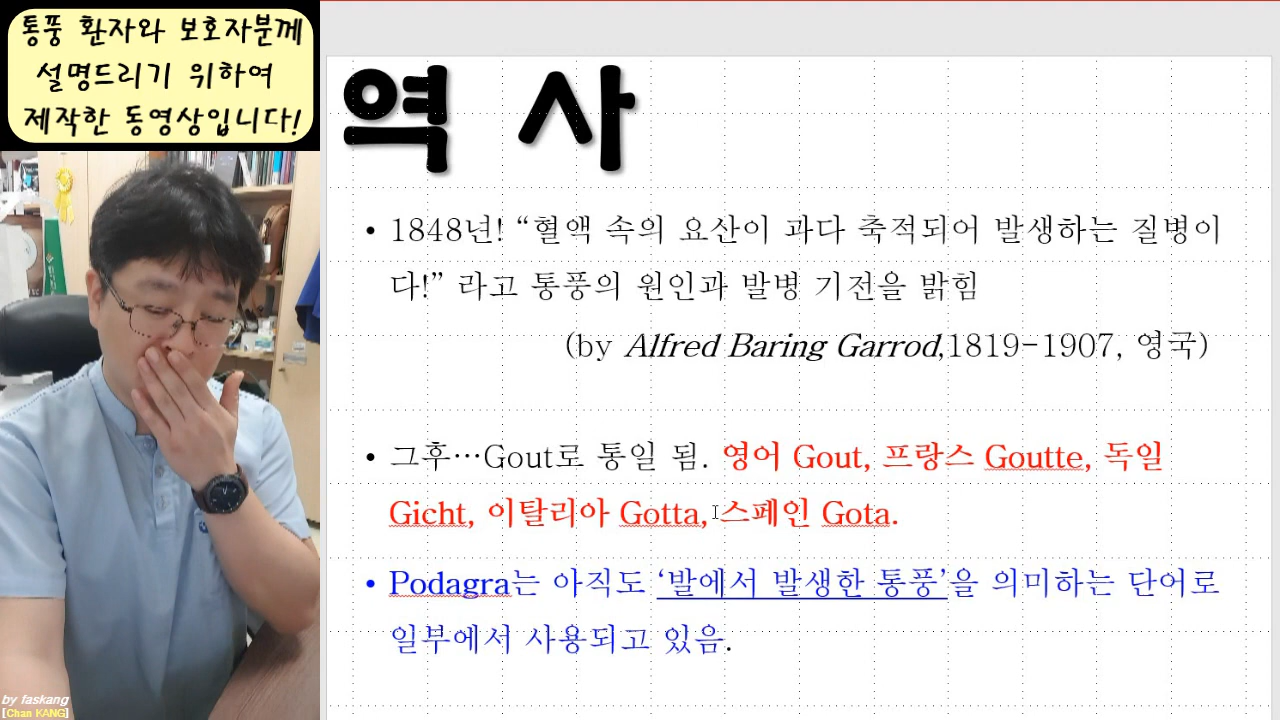 통풍 환자와 보호자분께
설명드리기 위하여
제작한 동영상입니다!
역 사
• 1848년! “혈액 속의 요산이 과다 축적되어 발생하는 질병이
다!” 라고 통풍의 원인과 발병 기전을 밝힘
(by Alfred Baring Garrod,1819-1907, 영국)
• 그후…Gout로 통일 됨. 영어 Gout, 프랑스 Goutte, 독일
Gicht, 이탈리아 Gotta, 스페인 Gota.
• Podagra는 아직도 ‘발에서 발생한 통풍’을 의미하는 단어로
일부에서 사용되고 있음.
by faskang
[Chan KANG]